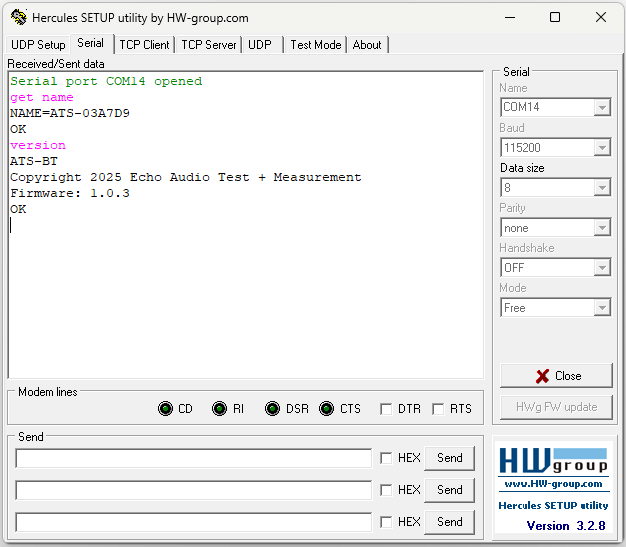 Hercules SETUP utility by HW-group.com
UDP Setup Serial TCP Client TCP Server UDP Test Mode About
Received/Sent data
Serial port COM14 opened
get name
NAME=ATS-03A7D9
OK
version
ATS-BT
Copyright 2025 Echo Audio Test + Measurement
Firmware: 1.0.3
OK
Serial
Name
COM14
Baud
115200
Data size
8
Parity
none
Handshake
OFF
Mode
Free
Close
HWg FW update
Modem lines
CD RI DSR CTS DTR RTS
Send
HEX Send
HEX Send
HEX Send
HWgroup
www.HW-group.com
Hercules SETUP utility
Version 3.2.8